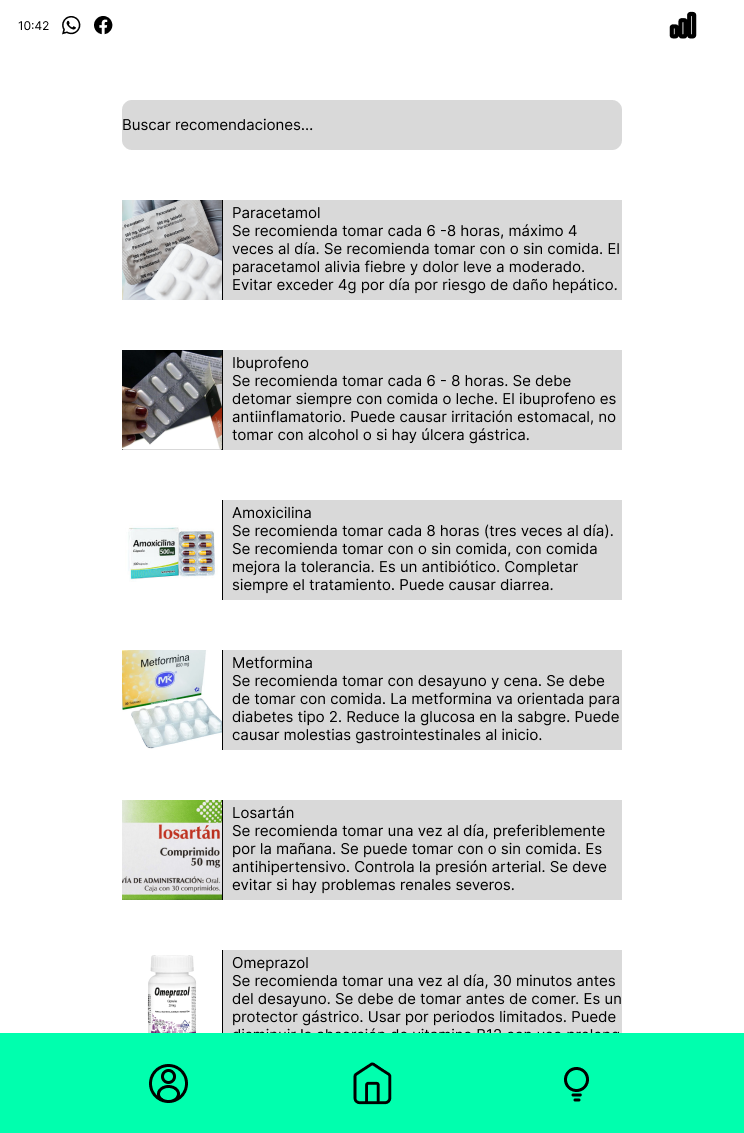 10:42
Buscar recomendaciones...
Paracetamol
Se recomienda tomar cada 6 -8 horas, máximo 4
veces al día. Se recomienda tomar con o sin comida. El
paracetamol alivia fiebre y dolor leve a moderado.
Evitar exceder 4g por día por riesgo de daño hepático.
Ibuprofeno
Se recomienda tomar cada 6 - 8 horas. Se debe
detomar siempre con comida o leche. El ibuprofeno es
antiinflamatorio. Puede causar irritación estomacal, no
tomar con alcohol o si hay úlcera gástrica.
Amoxicilina
500mg
Amoxicilina
Se recomienda tomar cada 8 horas (tres veces al día).
Se recomienda tomar con o sin comida, con comida
mejora la tolerancia. Es un antibiótico. Completar
siempre el tratamiento. Puede causar diarrea.
Metformina
850 mg
MK
Metformina
Se recomienda tomar con desayuno y cena. Se debe
de tomar con comida. La metformina va orientada para
diabetes tipo 2. Reduce la glucosa en la sabgre. Puede
causar molestias gastrointestinales al inicio.
losartán
Comprimido
50 mg
VÍA DE ADMINISTRACIÓN: Oral.
Caja con 30 comprimidos.
Losartán
Se recomienda tomar una vez al día, preferiblemente
por la mañana. Se puede tomar con o sin comida. Es
antihipertensivo. Controla la presión arterial. Se deve
evitar si hay problemas renales severos.
Omeprazol
Omeprazol
Se recomienda tomar una vez al día, 30 minutos antes
del desayuno. Se debe de tomar antes de comer. Es un
protector gástrico. Usar por periodos limitados. Puede
disminuir la absorción de vitamina B12 con uso prolong